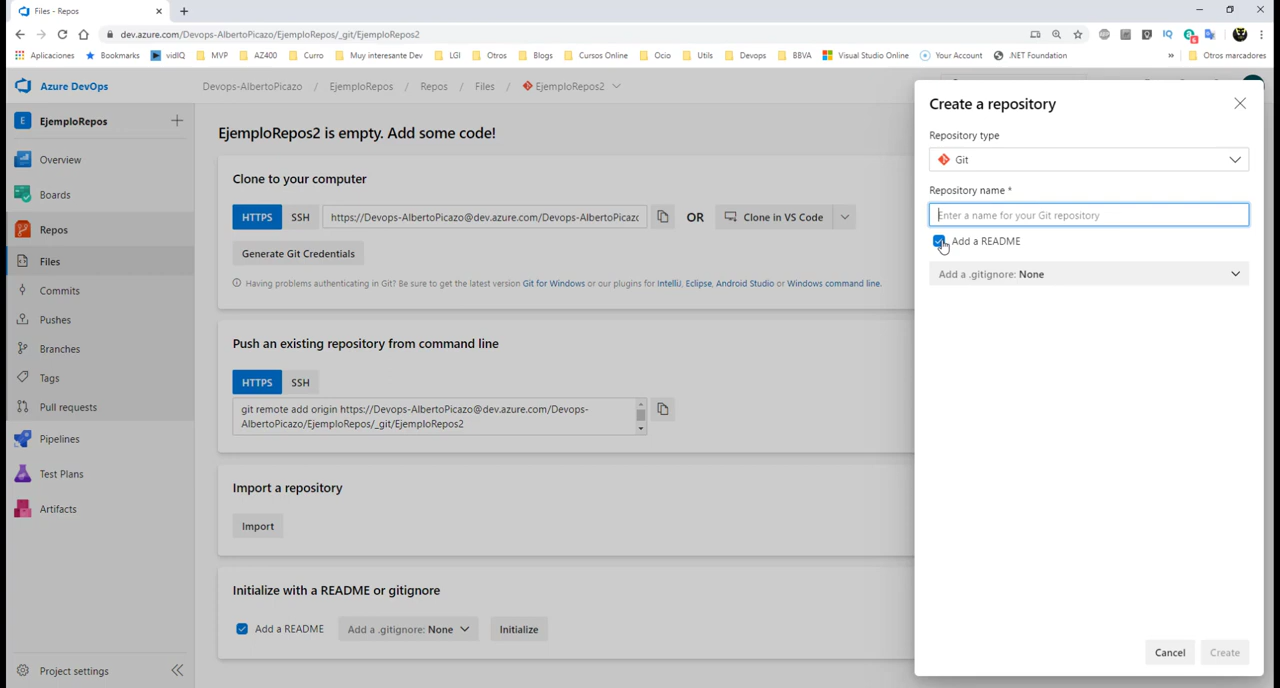 Files - Repos
dev.azure.com/Devops-AlbertoPicazo/EjemploRepos/_git/EjemploRepos2
Aplicaciones Bookmarks vidIQ MVP AZ400 Curro Muy interesante Dev LGI Otros Blogs Cursos Online Ocio Utils Devops BBVA Visual Studio Online Your Account .NET Foundation » Otros marcadores
Azure DevOps
Devops-AlbertoPicazo / EjemploRepos / Repos / Files / EjemploRepos2
E EjemploRepos
Overview
Boards
Repos
Files
Commits
Pushes
Branches
Tags
Pull requests
Pipelines
Test Plans
Artifacts
Project settings
EjemploRepos2 is empty. Add some code!
Clone to your computer
HTTPS SSH https://Devops-AlbertoPicazo@dev.azure.com/Devops-AlbertoPicazo OR Clone in VS Code
Generate Git Credentials
Having problems authenticating in Git? Be sure to get the latest version Git for Windows or our plugins for IntelliJ, Eclipse, Android Studio or Windows command line.
Push an existing repository from command line
HTTPS SSH
git remote add origin https://Devops-AlbertoPicazo@dev.azure.com/Devops-
AlbertoPicazo/EjemploRepos/_git/EjemploRepos2
Import a repository
Import
Initialize with a README or gitignore
Add a README Add a .gitignore: None Initialize
Create a repository
Repository type
Git
Repository name *
Enter a name for your Git repository
Add a README
Add a .gitignore: None
Cancel Create